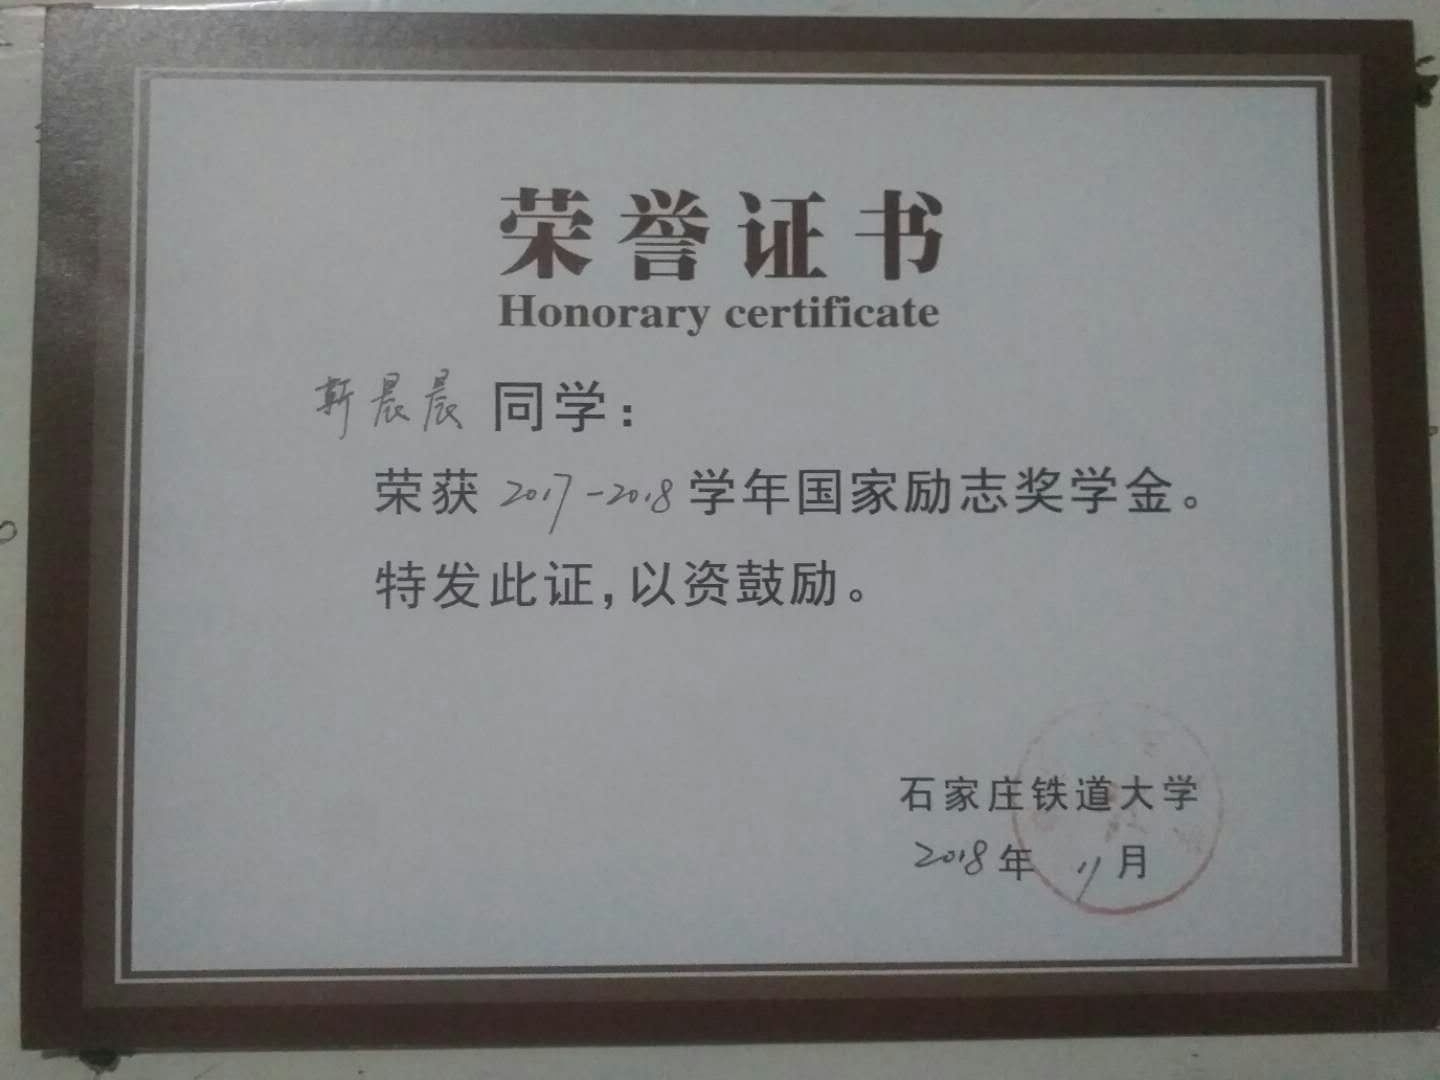 荣誉证书
Honorary certificate
靳晨晨 同学：
荣获 2017-2018 学年国家励志奖学金。
特发此证，以资鼓励。
石家庄铁道大学
2018 年 11 月